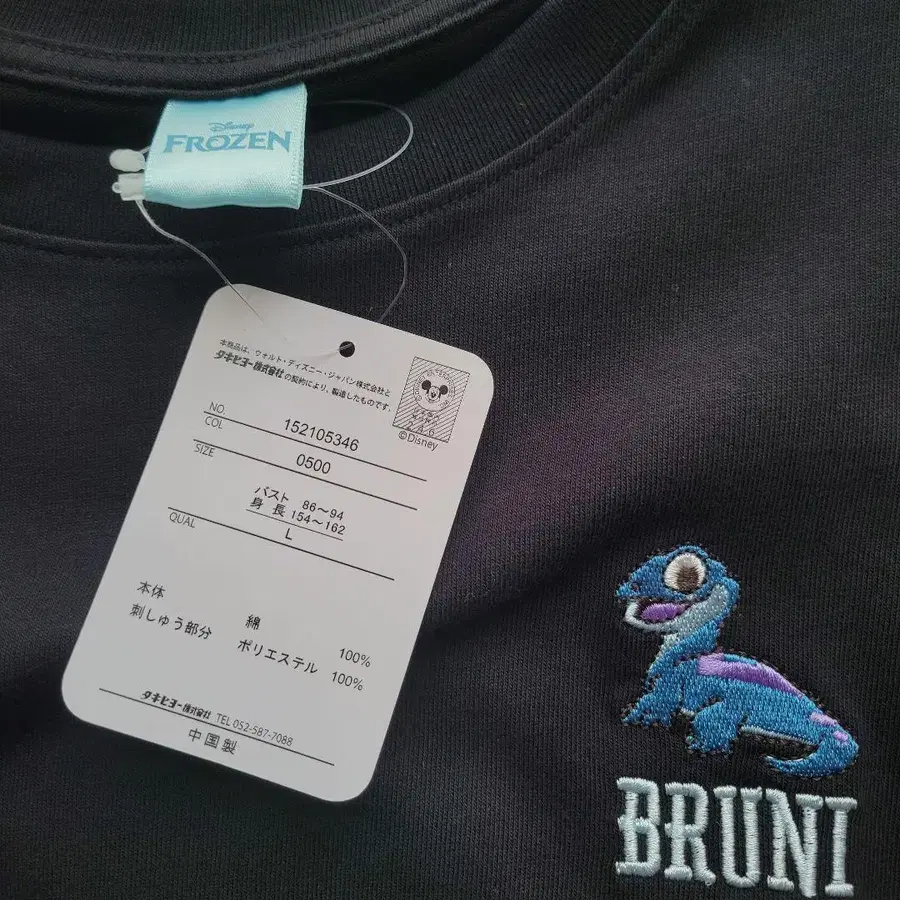 Disney
FROZEN
本商品は、ウォルト・ディズニー・ジャパン株式会社と
タキヒヨー株式会社の契約により、製造したものです。
©Disney
NO. 152105346
COL 0500
SIZE バスト 86〜94
身長 154〜162
L
QUAL
本体 綿 100%
刺しゅう部分 ポリエステル 100%
タキヒヨー株式会社 TEL 052-587-7088
中国製
BRUNI